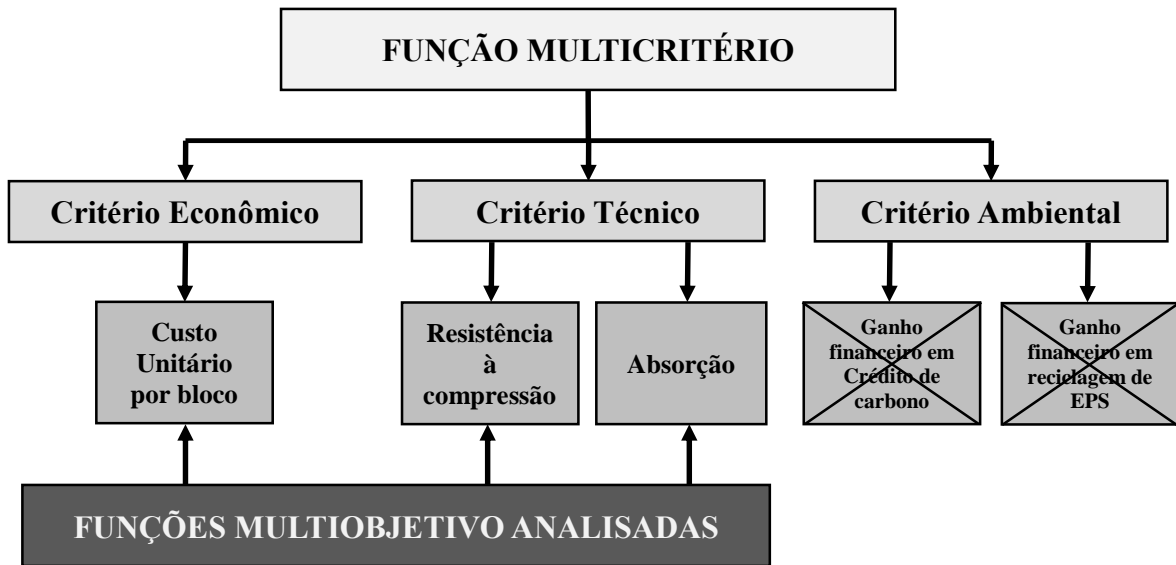 FUNÇÃO MULTICRITÉRIO
Critério Econômico
Critério Técnico
Critério Ambiental
Custo
Unitário
por bloco
Resistência
à
compressão
Absorção
Ganho
financeiro em
Crédito de
carbono
Ganho
financeiro em
reciclagem de
EPS
FUNÇÕES MULTIOBJETIVO ANALISADAS